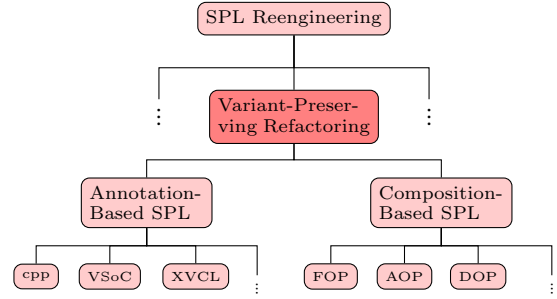 SPL Reengineering
⋮
Variant-Preser-
ving Refactoring
⋮
Annotation-
Based SPL
Composition-
Based SPL
cpp
VSoC
XVCL
⋮
FOP
AOP
DOP
⋮